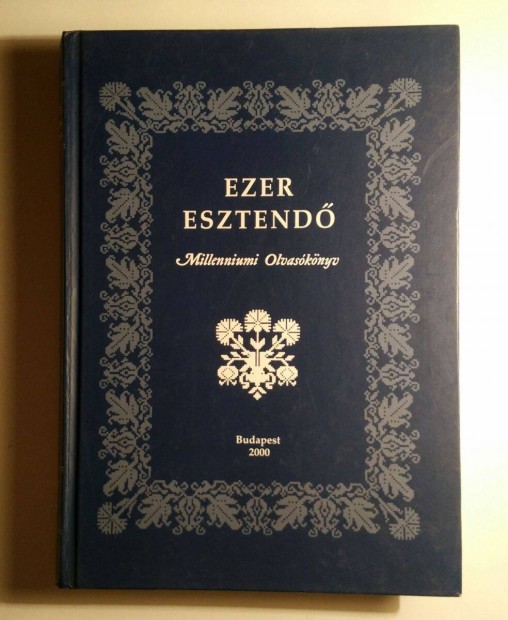 EZER
ESZTENDŐ
Millenniumi Olvasókönyv
Budapest
2000